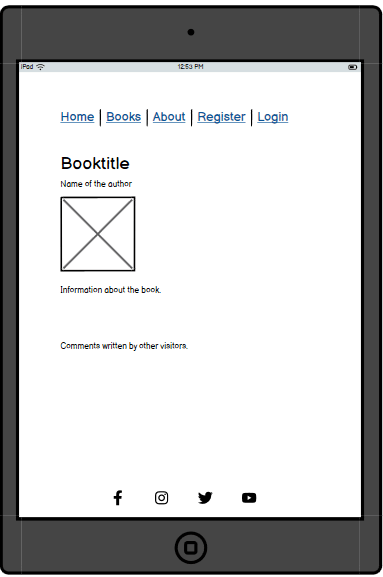 iPad 12:53 PM
Home | Books | About | Register | Login
Booktitle
Name of the author
Information about the book.
Comments written by other visitors.